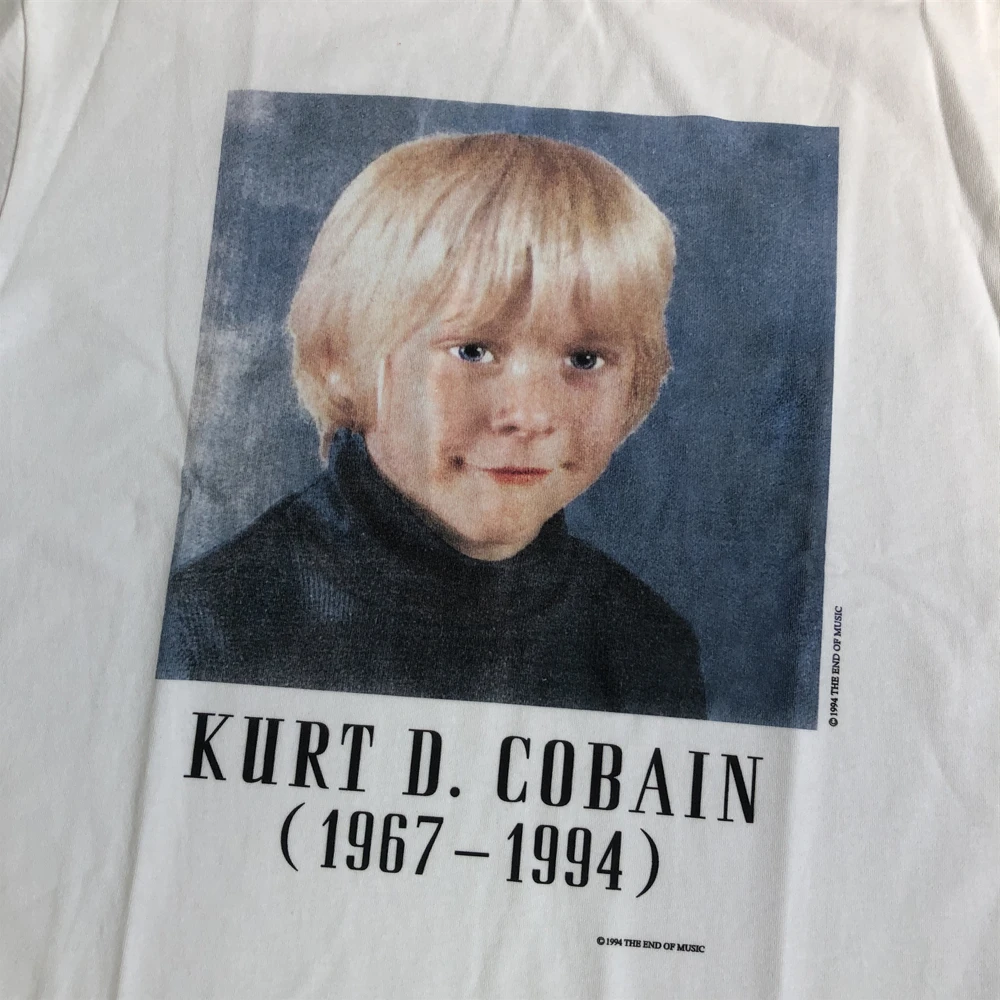 © 1994 THE END OF MUSIC
KURT D. COBAIN
(1967–1994)
© 1994 THE END OF MUSIC